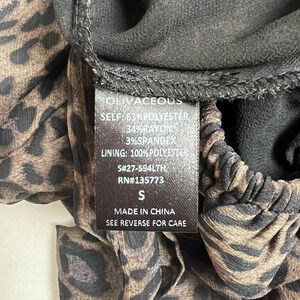 OLIVACEOUS
SELF: 63%POLYESTER
34%RAYON
3%SPANDEX
LINING: 100%POLYESTER
S#27-594LTH
RN#135773
S
MADE IN CHINA
SEE REVERSE FOR CARE